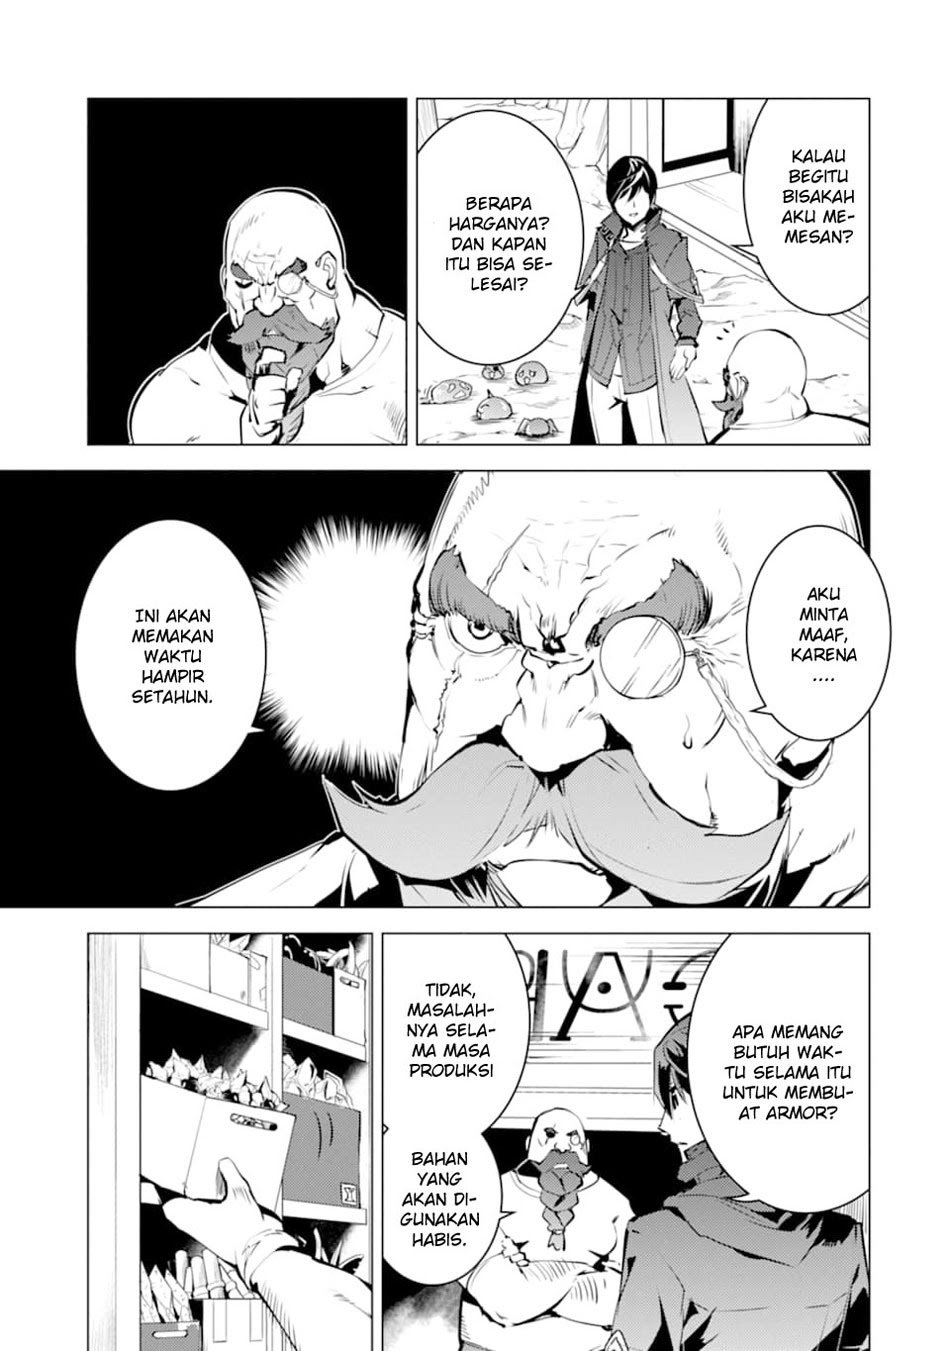 KALAU
BEGITU
BISAKAH
AKU ME-
MESAN?
BERAPA
HARGANYA?
DAN KAPAN
ITU BISA SE-
LESAI?
AKU
MINTA
MAAF,
KARENA
....
INI AKAN
MEMAKAN
WAKTU
HAMPIR
SETAHUN.
APA MEMANG
BUTUH WAK-
TU SELAMA ITU
UNTUK MEMBU-
AT ARMOR?
TIDAK,
MASALAH-
NYA SELA-
MA MASA
PRODUKSI
BAHAN
YANG
AKAN DI-
GUNAKAN
HABIS.